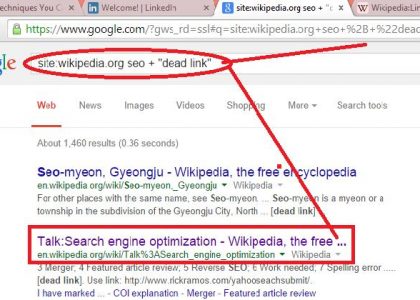 Techniques You C
Welcome! | LinkedIn
site:wikipedia.org seo +
Wikipedia:Lin
https://www.google.com/?gws_rd=ssl#q=site:wikipedia.org+seo+%2B+%22dead+
gle
site:wikipedia.org seo + "dead link"
Web News Images Videos Shopping More Search tools
About 1,460 results (0.36 seconds)
Seo-myeon, Gyeongju - Wikipedia, the free encyclopedia
en.wikipedia.org/wiki/Seo-myeon,_Gyeongju Wikipedia
For other places with the same name, see Seo-myeon. Seo-myeon is a myeon or a
township in the subdivision of the Gyeongju City, North ... [dead link].
Talk:Search engine optimization - Wikipedia, the free ...
en.wikipedia.org/wiki/Talk%3ASearch_engine_optimization Wikipedia
3 Merger; 4 Featured article review; 5 Reverse SEO; 6 Work needed; 7 Spelling error ....
[dead link]. Use link: http://www.rickramos.com/yahooseachsubmit/.
I have marked ... - COI explanation - Merger - Featured article review